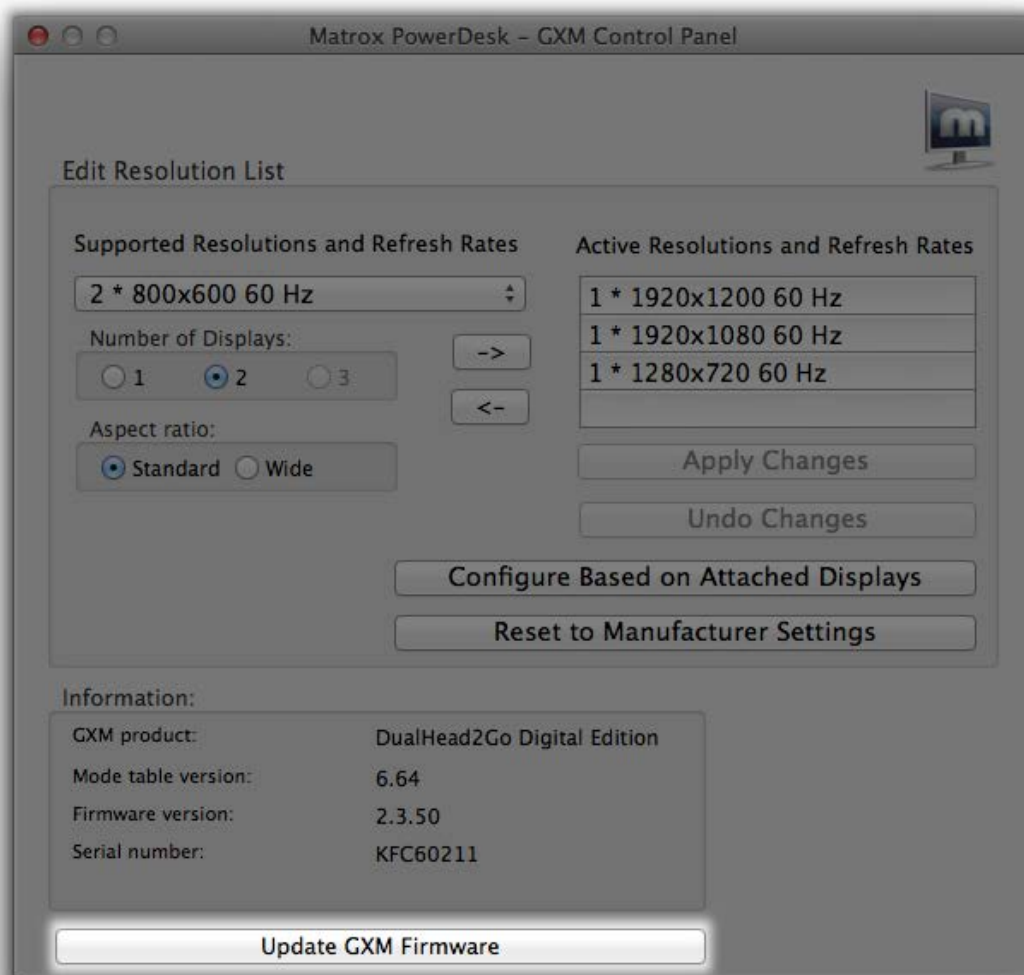 Matrox PowerDesk – GXM Control Panel
m
Edit Resolution List
Supported Resolutions and Refresh Rates
2 * 800x600 60 Hz
Number of Displays:
1 2 3
Aspect ratio:
Standard Wide
->
<-
Active Resolutions and Refresh Rates
1 * 1920x1200 60 Hz
1 * 1920x1080 60 Hz
1 * 1280x720 60 Hz
Apply Changes
Undo Changes
Configure Based on Attached Displays
Reset to Manufacturer Settings
Information:
GXM product: DualHead2Go Digital Edition
Mode table version: 6.64
Firmware version: 2.3.50
Serial number: KFC60211
Update GXM Firmware